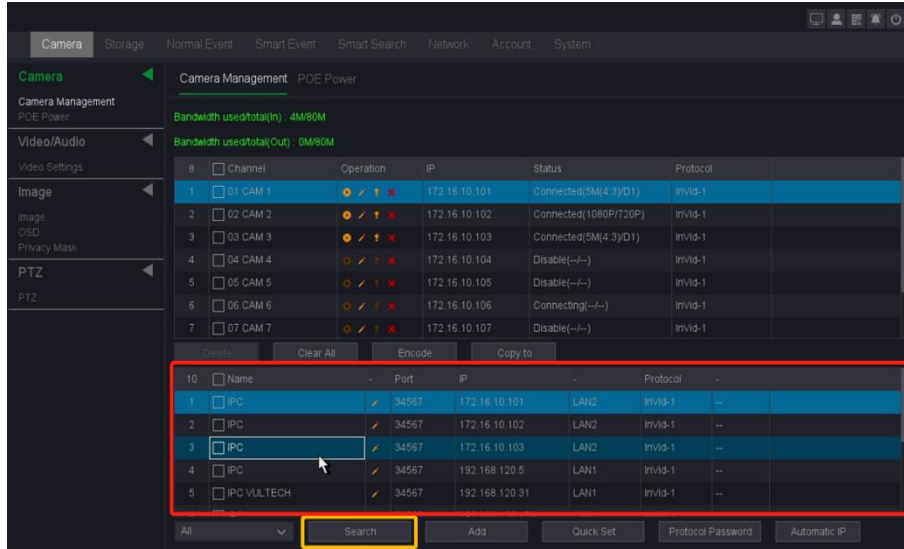 Camera Storage Normal Event Smart Event Smart Search Network Account System
Camera
Camera Management
POE Power
Video/Audio
Video Settings
Image
Image
OSD
Privacy Mask
PTZ
PTZ
Camera Management POE Power
Bandwidth used/total(In) : 4M/80M
Bandwidth used/total(Out) : 0M/80M
8 Channel Operation IP Status Protocol
1 01 CAM 1 172.16.10.101 Connected(5M(4:3)/D1) InVid-1
2 02 CAM 2 172.16.10.102 Connected(1080P/720P) InVid-1
3 03 CAM 3 172.16.10.103 Connected(5M(4:3)/D1) InVid-1
4 04 CAM 4 172.16.10.104 Disable(--/--) InVid-1
5 05 CAM 5 172.16.10.105 Disable(--/--) InVid-1
6 06 CAM 6 172.16.10.106 Connecting(--/--) InVid-1
7 07 CAM 7 172.16.10.107 Disable(--/--) InVid-1
Delete Clear All Encode Copy to
10 Name - Port IP - Protocol -
1 IPC 34567 172.16.10.101 LAN2 InVid-1 --
2 IPC 34567 172.16.10.102 LAN2 InVid-1 --
3 IPC 34567 172.16.10.103 LAN2 InVid-1 --
4 IPC 34567 192.168.120.5 LAN1 InVid-1 --
5 IPC VULTECH 34567 192.168.120.31 LAN1 InVid-1 --
All Search Add Quick Set Protocol Password Automatic IP